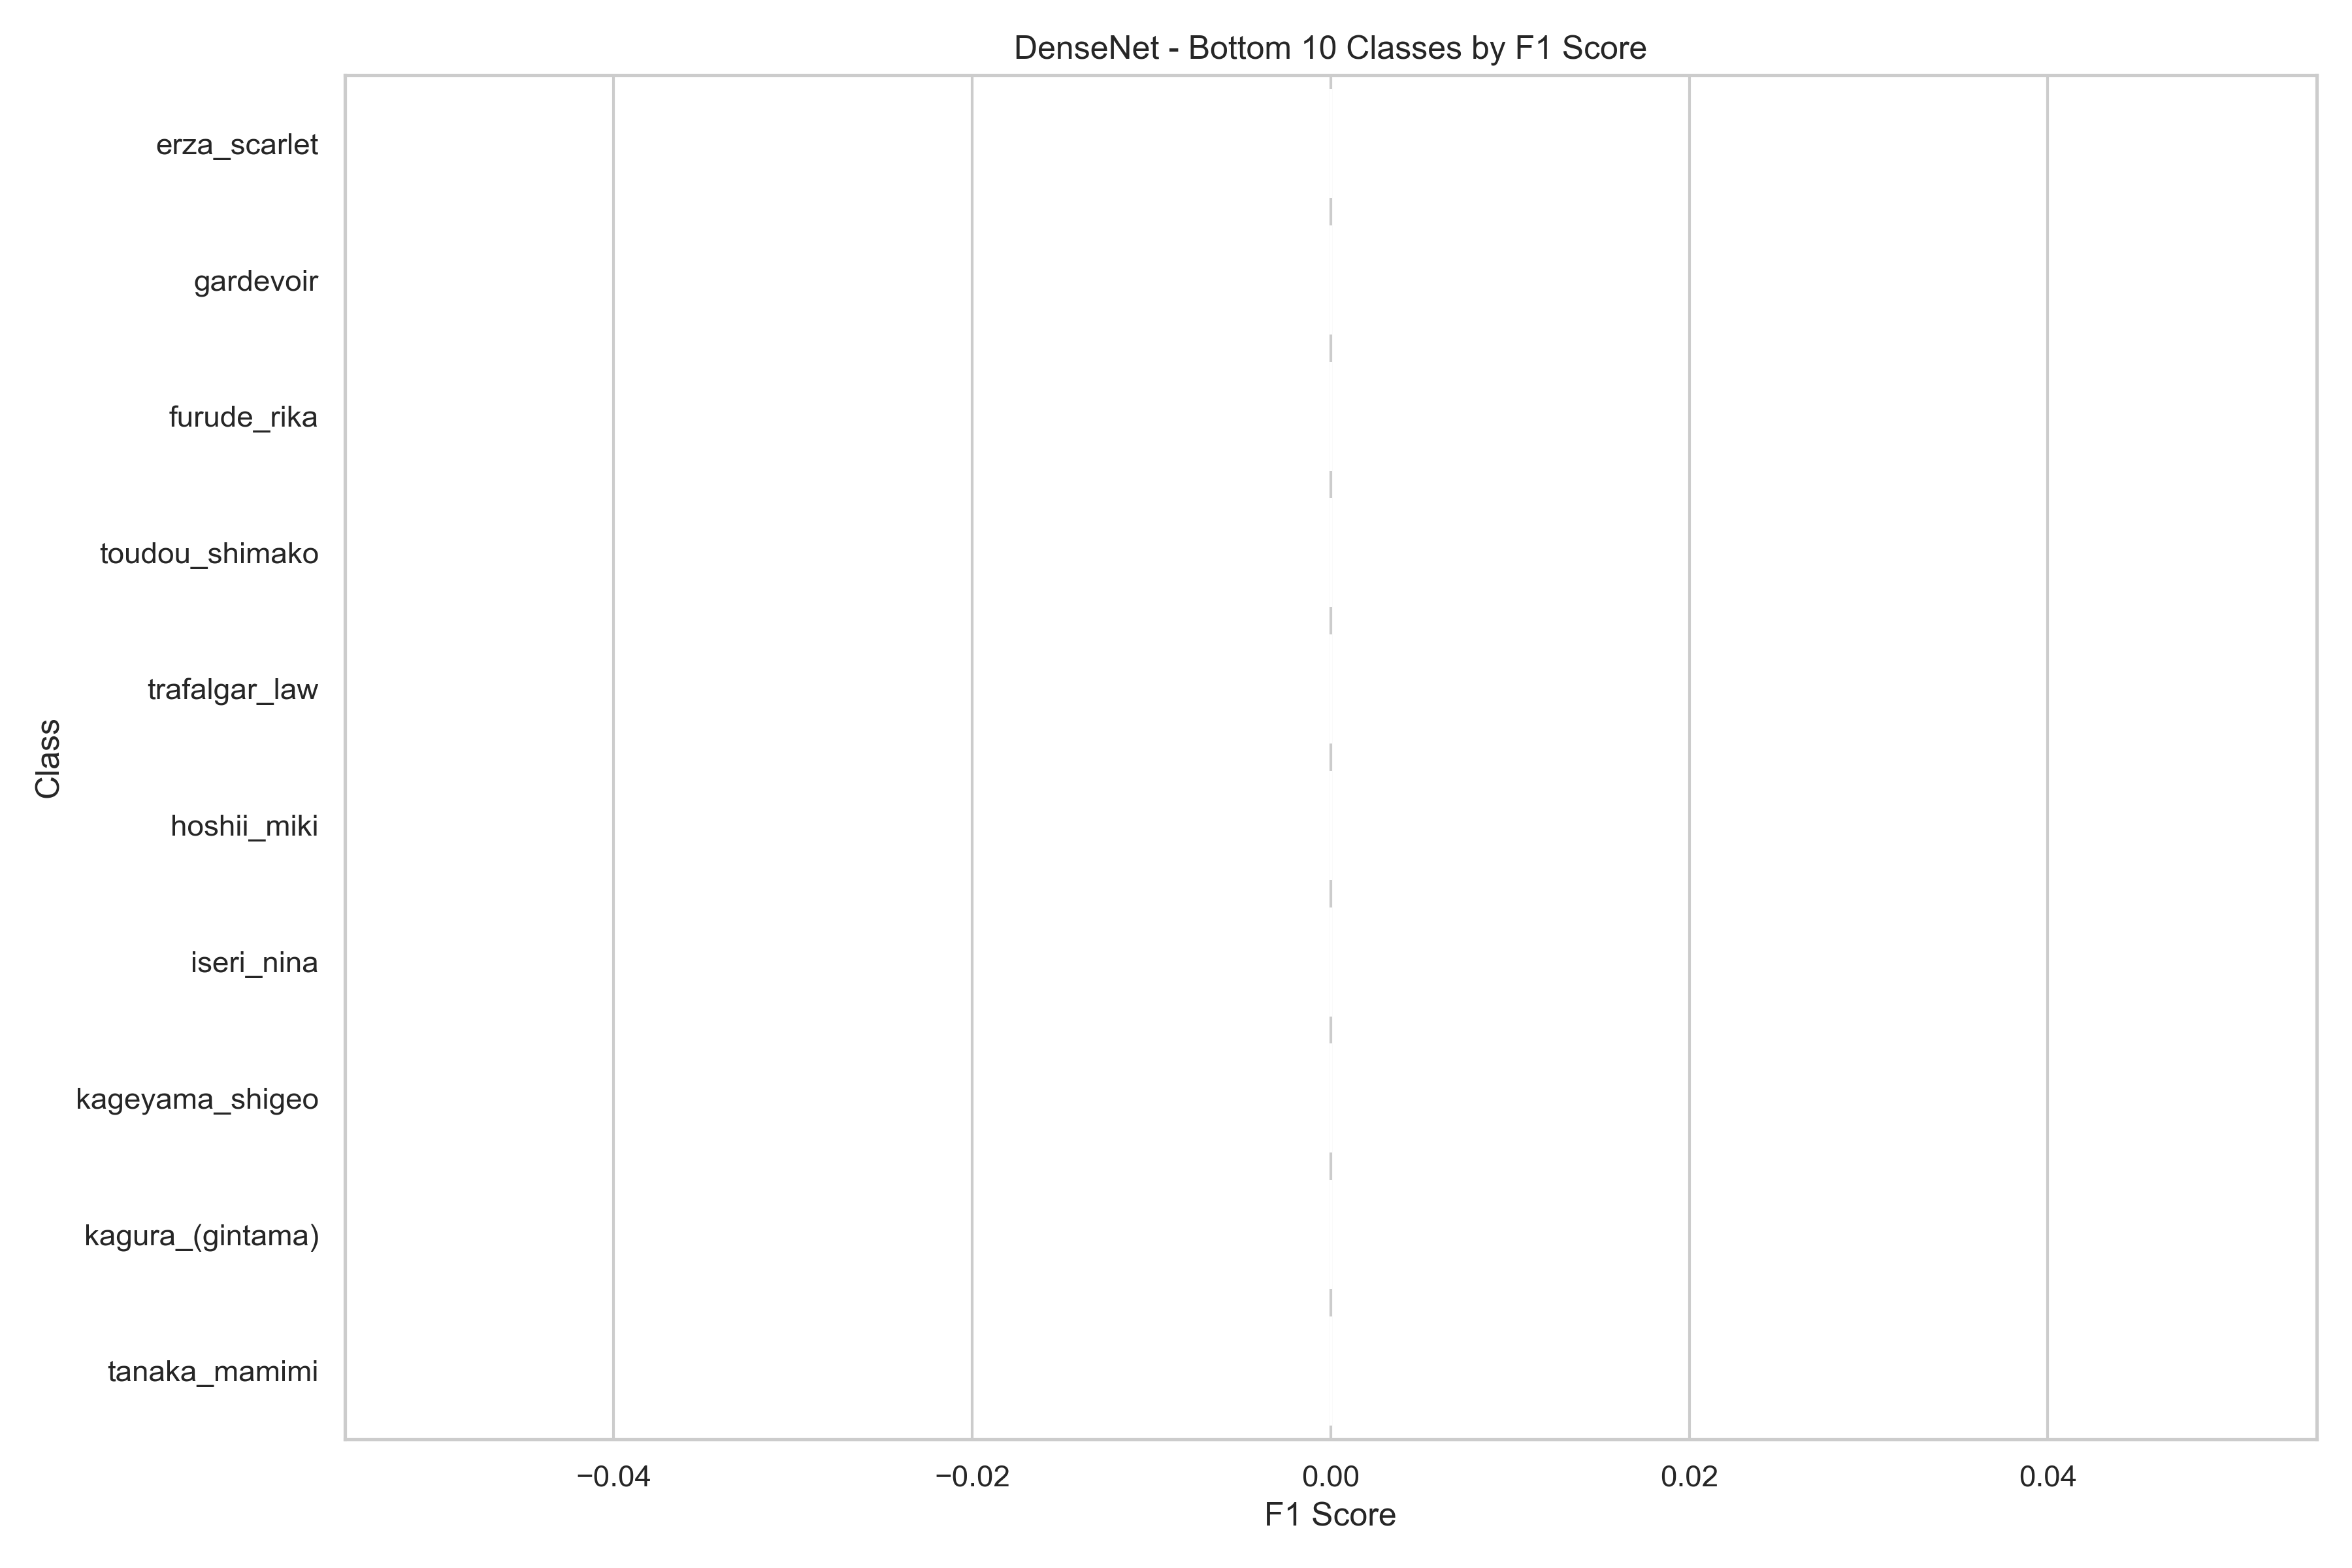 DenseNet - Bottom 10 Classes by F1 Score
erza_scarlet
gardevoir
furude_rika
toudou_shimako
trafalgar_law
Class
hoshii_miki
iseri_nina
kageyama_shigeo
kagura_(gintama)
tanaka_mamimi
−0.04 −0.02 0.00 0.02 0.04
F1 Score